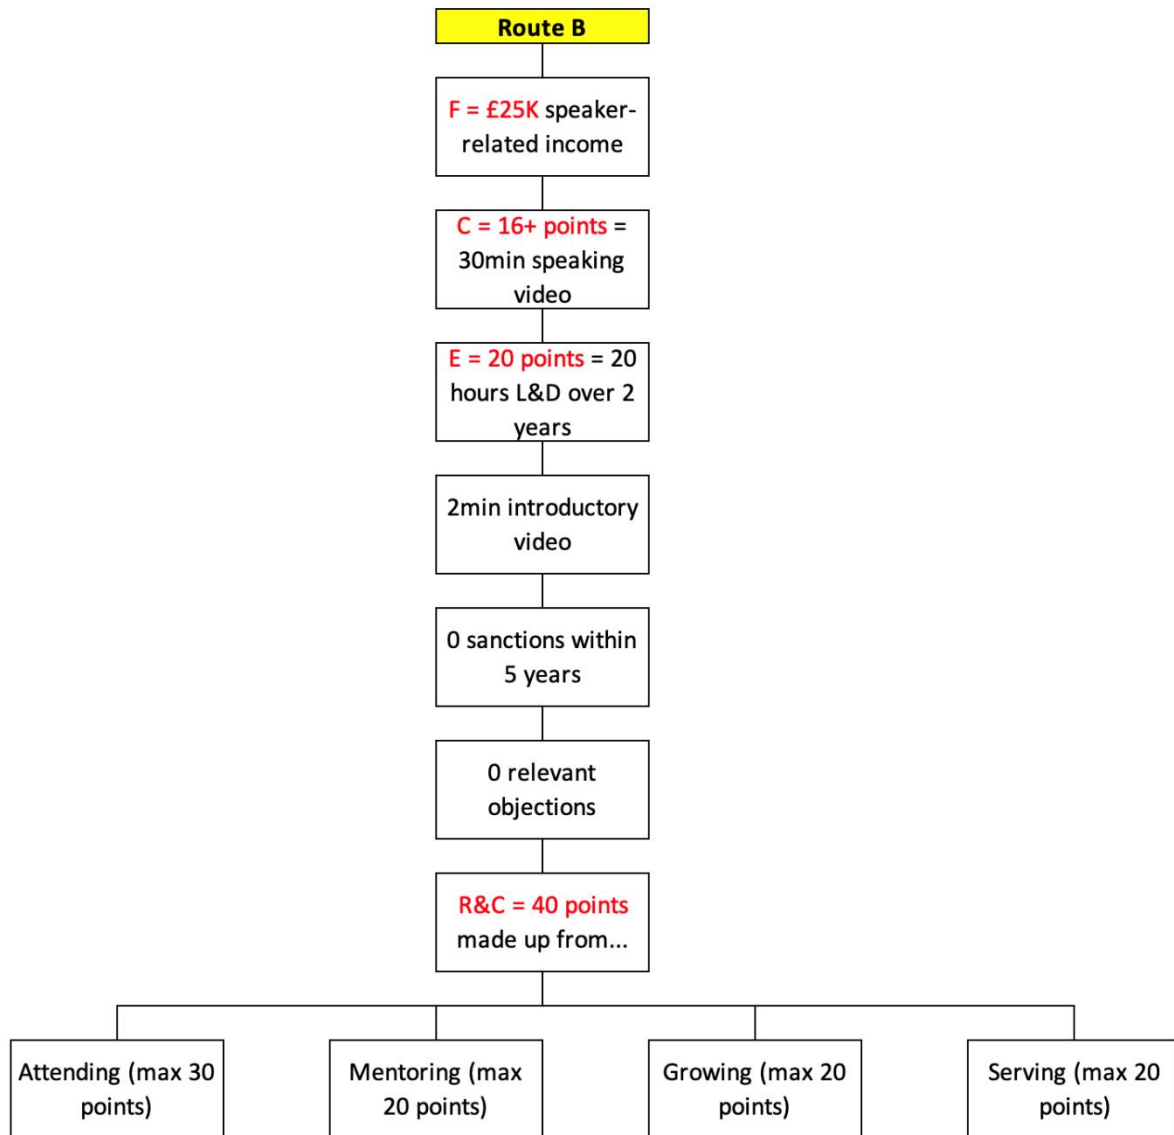 Route B
F = £25K speaker-
related income
C = 16+ points =
30min speaking
video
E = 20 points = 20
hours L&D over 2
years
2min introductory
video
0 sanctions within
5 years
0 relevant
objections
R&C = 40 points
made up from...
Attending (max 30
points)
Mentoring (max
20 points)
Growing (max 20
points)
Serving (max 20
points)